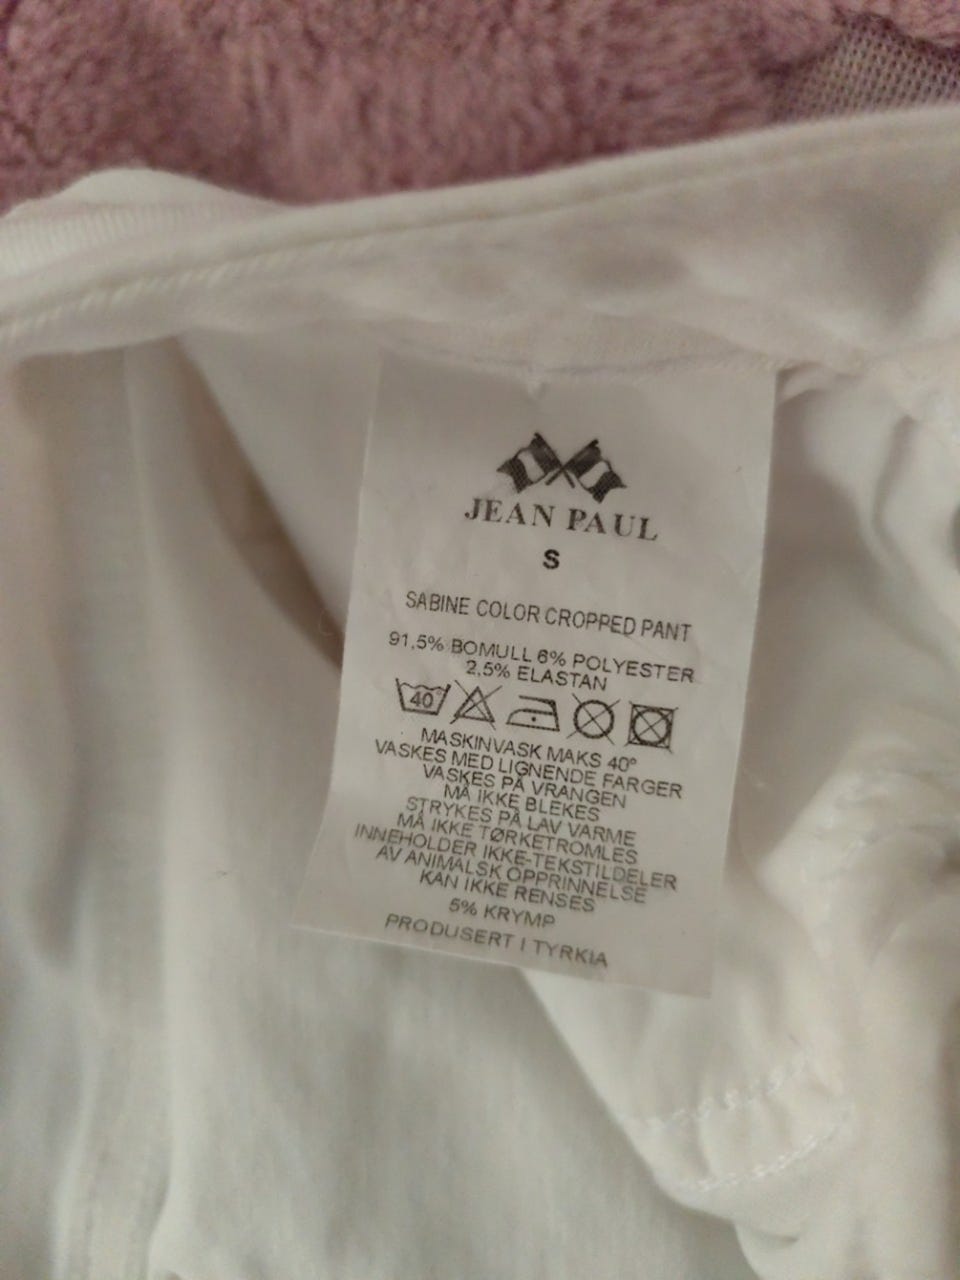 JEAN PAUL
S
SABINE COLOR CROPPED PANT
91,5% BOMULL 6% POLYESTER
2,5% ELASTAN
40
MASKINVASK MAKS 40°
VASKES MED LIGNENDE FARGER
VASKES PÅ VRANGEN
MÅ IKKE BLEKES
STRYKES PÅ LAV VARME
MÅ IKKE TØRKETROMLES
INNEHOLDER IKKE-TEKSTILDELER
AV ANIMALSK OPPRINNELSE
KAN IKKE RENSES
5% KRYMP
PRODUSERT I TYRKIA